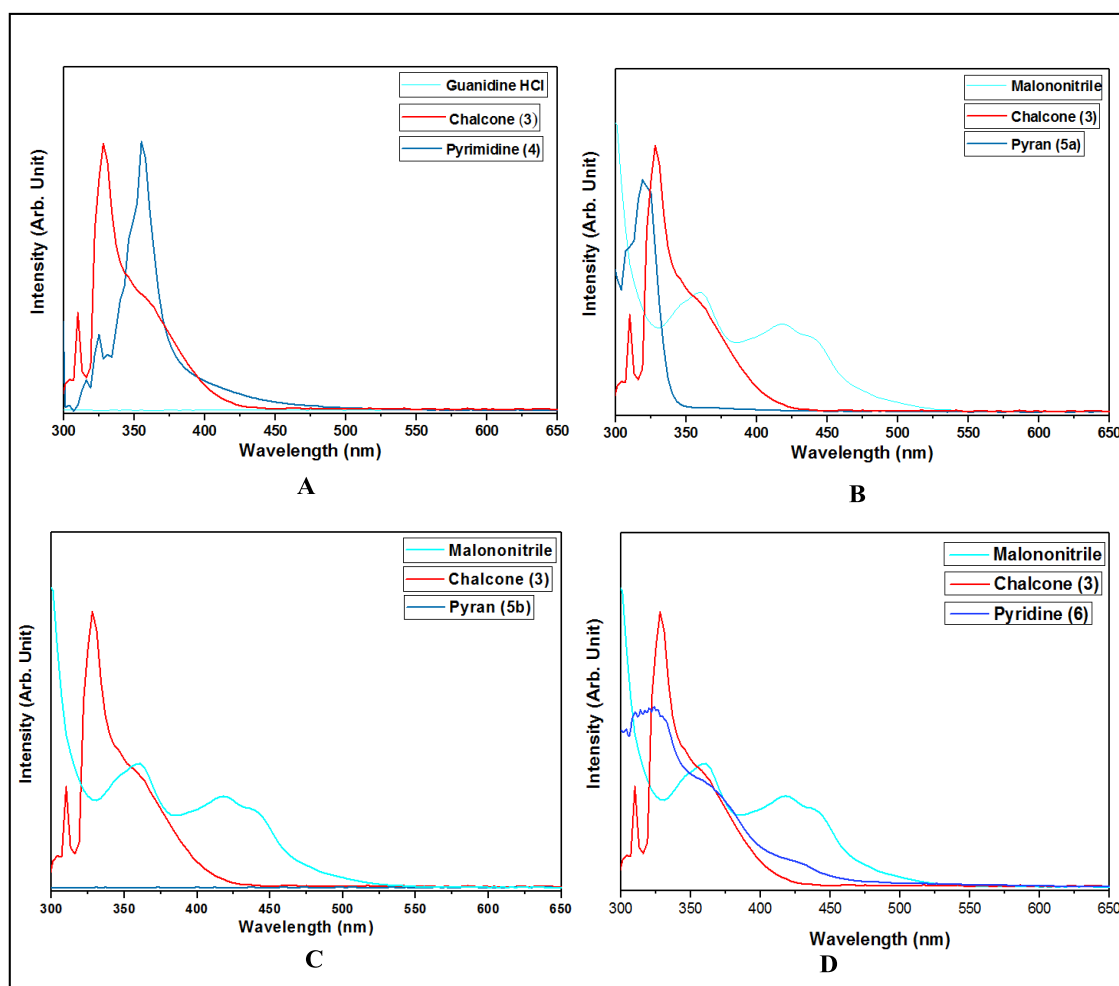 Intensity (Arb. Unit)
Guanidine HCl
Chalcone (3)
Pyrimidine (4)
300 350 400 450 500 550 600 650
Wavelength (nm)
A
Intensity (Arb. Unit)
Malononitrile
Chalcone (3)
Pyran (5a)
300 350 400 450 500 550 600 650
Wavelength (nm)
B
Intensity (Arb. Unit)
Malononitrile
Chalcone (3)
Pyran (5b)
300 350 400 450 500 550 600 650
Wavelength (nm)
C
Intensity (Arb. Unit)
Malononitrile
Chalcone (3)
Pyridine (6)
300 350 400 450 500 550 600 650
Wavelength (nm)
D